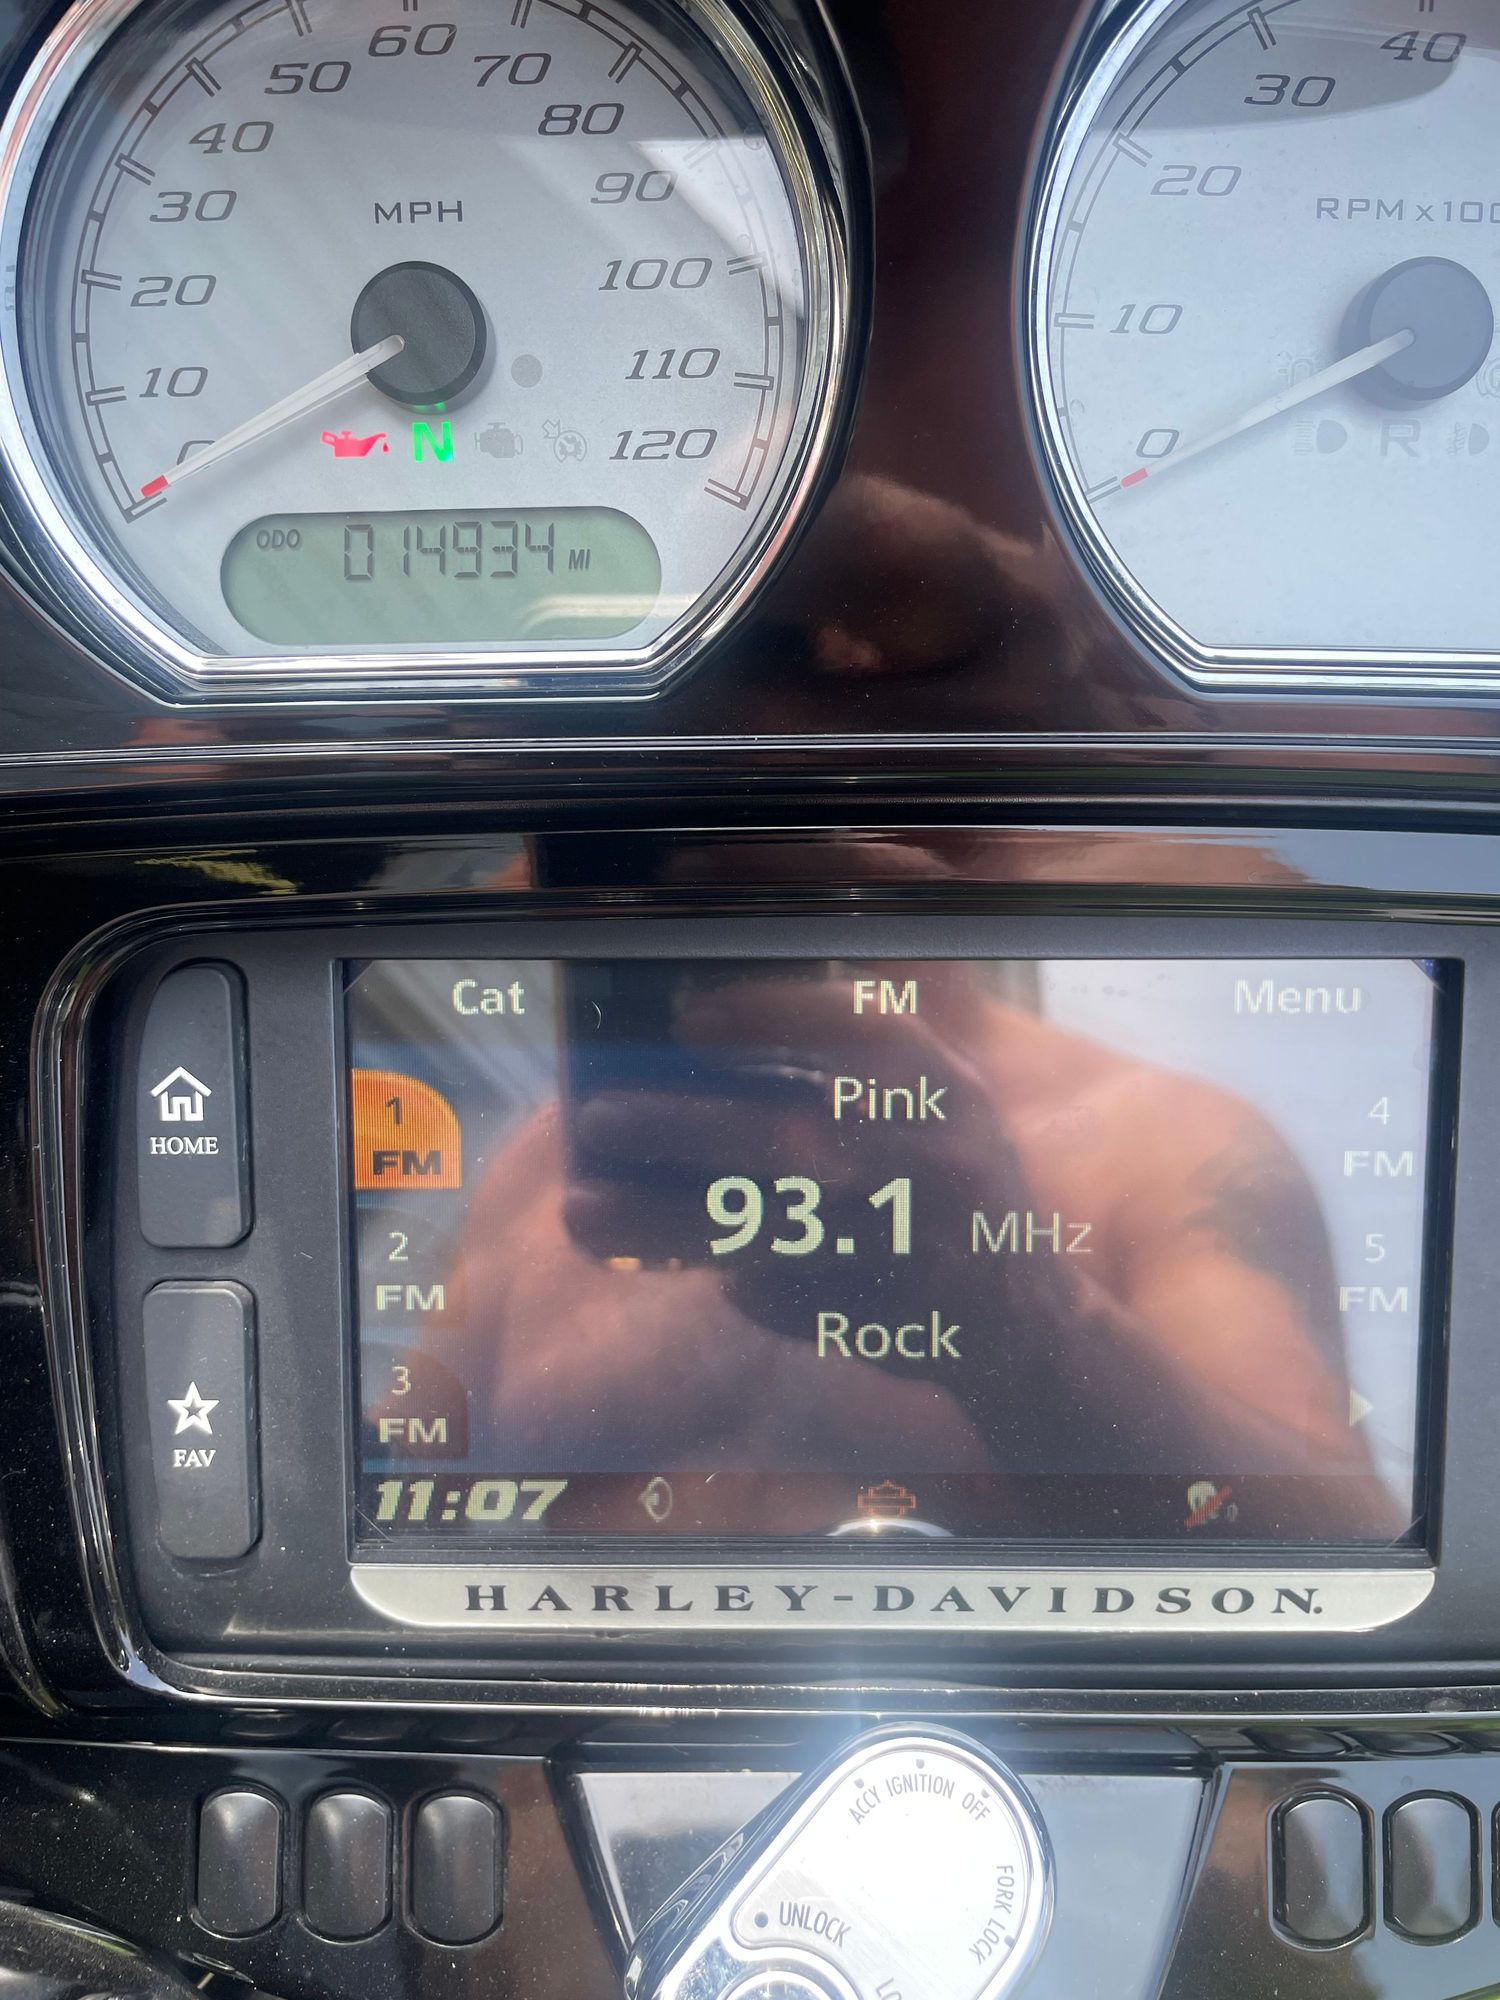 60
50 70
40 80
30 90
MPH
20 100
10 110
0 N 120
ODO 014934 MI
40
30
20
RPM x100
10
0 R
Cat FM Menu
Pink
1 FM
93.1 MHz
Rock
2 FM
3 FM
4 FM
5 FM
11:07
HOME
FAV
HARLEY-DAVIDSON.
ACCY IGNITION OFF
FORK LOCK
UNLOCK